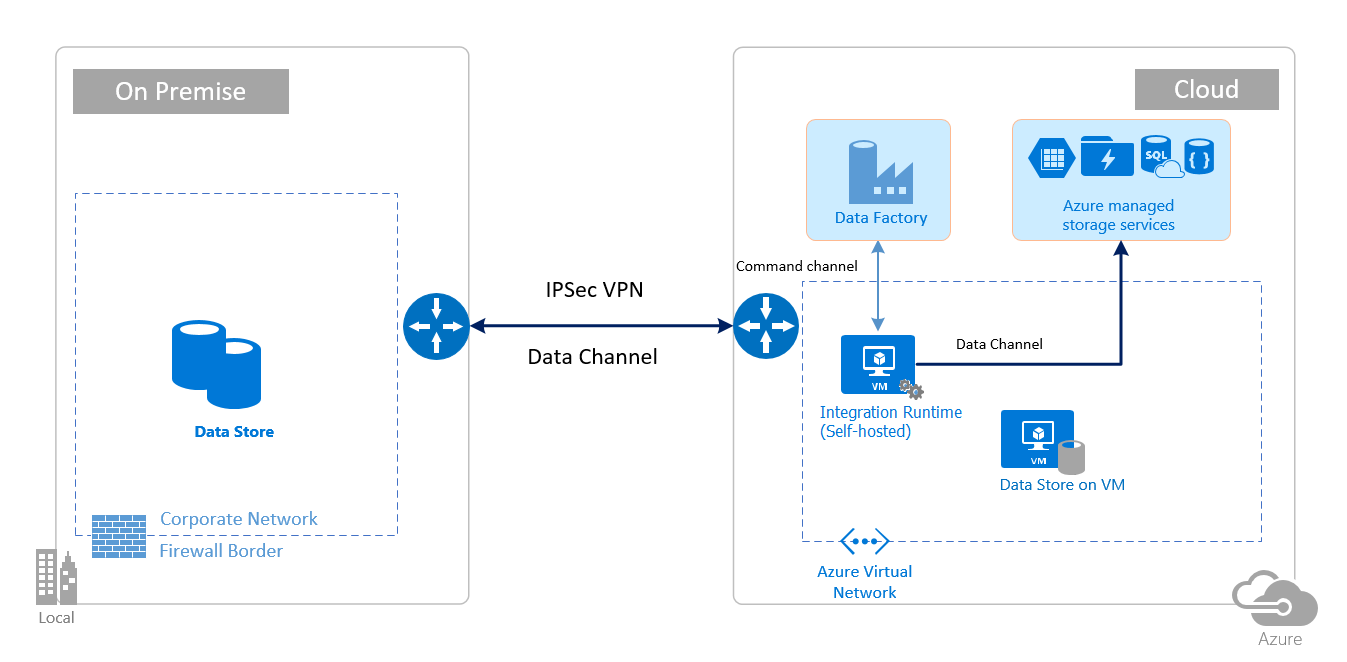 On Premise
Cloud
SQL
{ }
Data Factory
Azure managed
storage services
Command channel
IPSec VPN
Data Channel
Data Channel
VM
Integration Runtime
(Self-hosted)
Data Store
VM
Data Store on VM
Corporate Network
Firewall Border
Azure Virtual
Network
Local
Azure